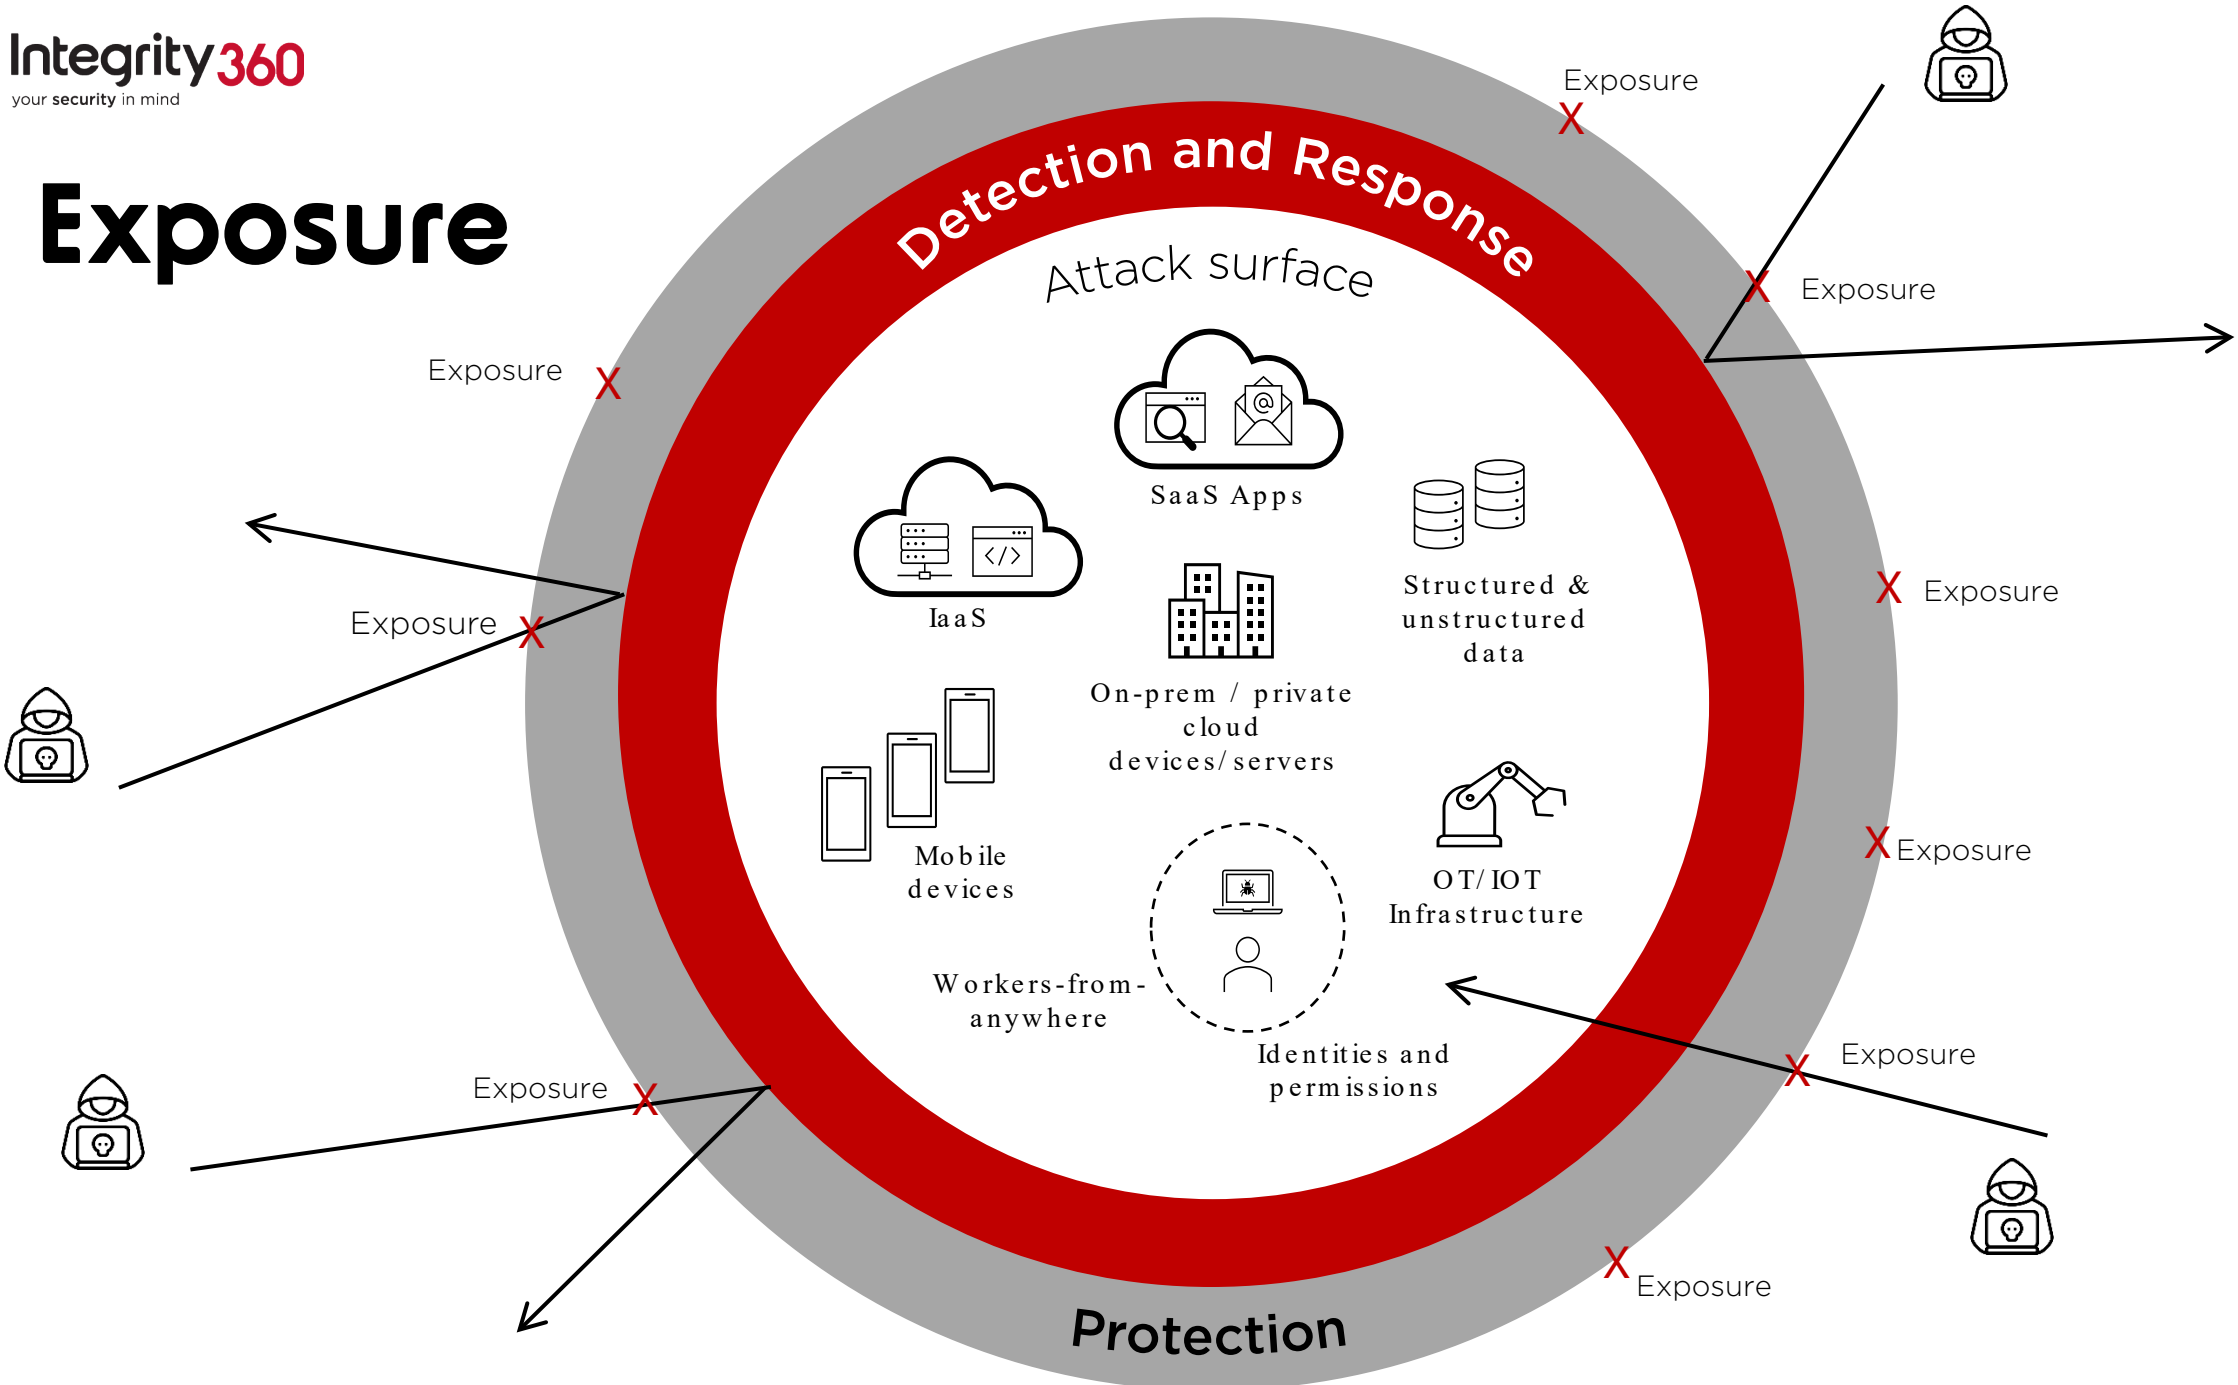 Integrity360
your security in mind
Exposure
Exposure
Detection and Response
Attack surface
Exposure
Exposure
SaaS Apps
IaaS
Structured &
unstructured
data
Exposure
Exposure
On-prem / private
cloud
devices/servers
Mobile
devices
Exposure
OT/IOT
Infrastructure
Workers-from-
anywhere
Identities and
permissions
Exposure
Exposure
Exposure
Protection